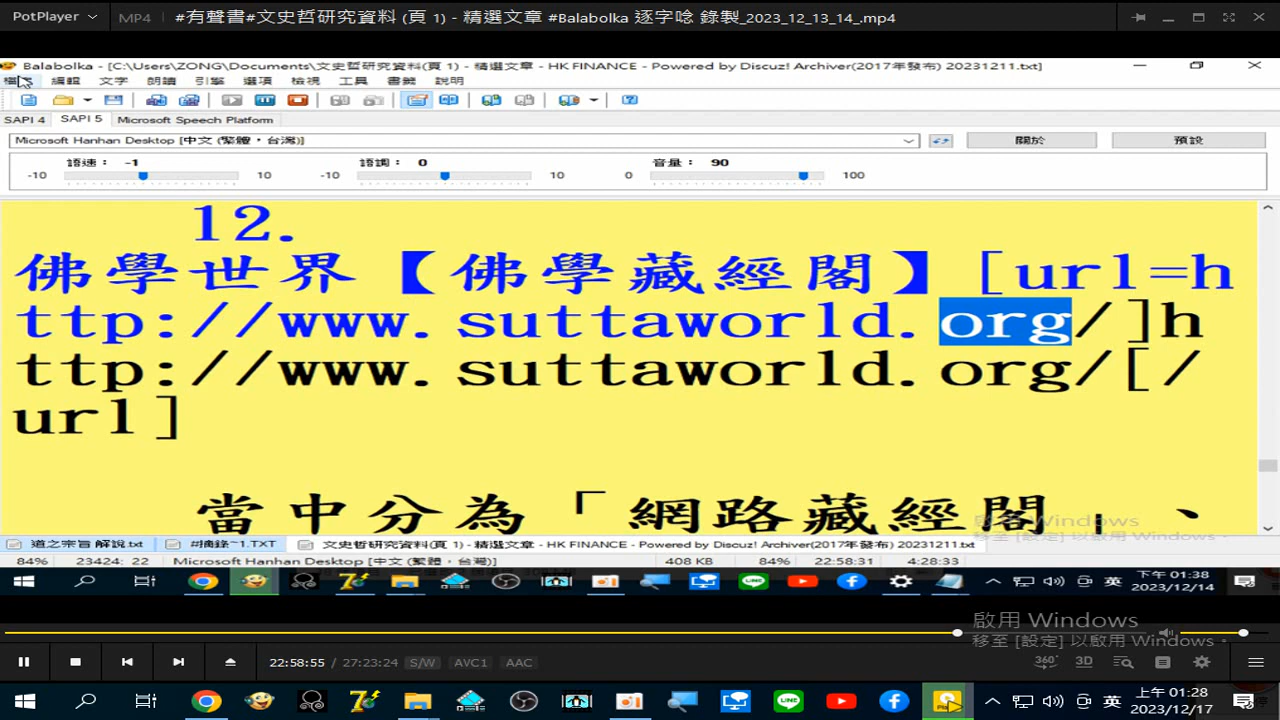 PotPlayer MP4 #有聲書#文史哲研究資料 (頁 1) - 精選文章 #Balabolka 逐字唸 錄製_2023_12_13_14_.mp4
Balabolka - [C:\Users\ZONG\Documents\文史哲研究資料(頁 1) - 精選文章 - HK FINANCE - Powered by Discuz! Archiver(2017年發布) 20231211.txt]
檔案 編輯 文字 朗讀 引擎 選項 檢視 工具 書籤 說明
SAPI 4 SAPI 5 Microsoft Speech Platform
Microsoft Hanhan Desktop [中文 (繁體，台灣)] 關於 預設
語速： -1 語調： 0 音量： 90
-10 10 -10 10 0 100
12.
佛學世界【佛學藏經閣】[url=h
ttp://www.suttaworld.org/]h
ttp://www.suttaworld.org/[/
url]
當中分為「網路藏經閣」、
啟用 Windows
移至 [設定] 以啟用 Windows。
道之宗旨 解說.txt #摘錄~1.TXT 文史哲研究資料(頁 1) - 精選文章 - HK FINANCE - Powered by Discuz! Archiver(2017年發布) 20231211.txt
84% 23424: 22 Microsoft Hanhan Desktop [中文 (繁體，台灣)] 408 KB 84% 22:58:31 4:28:33
英 下午 01:38
2023/12/14
啟用 Windows
移至 [設定] 以啟用 Windows。
22:58:55 / 27:23:24 S/W AVC1 AAC 360° 3D
英 上午 01:28
2023/12/17